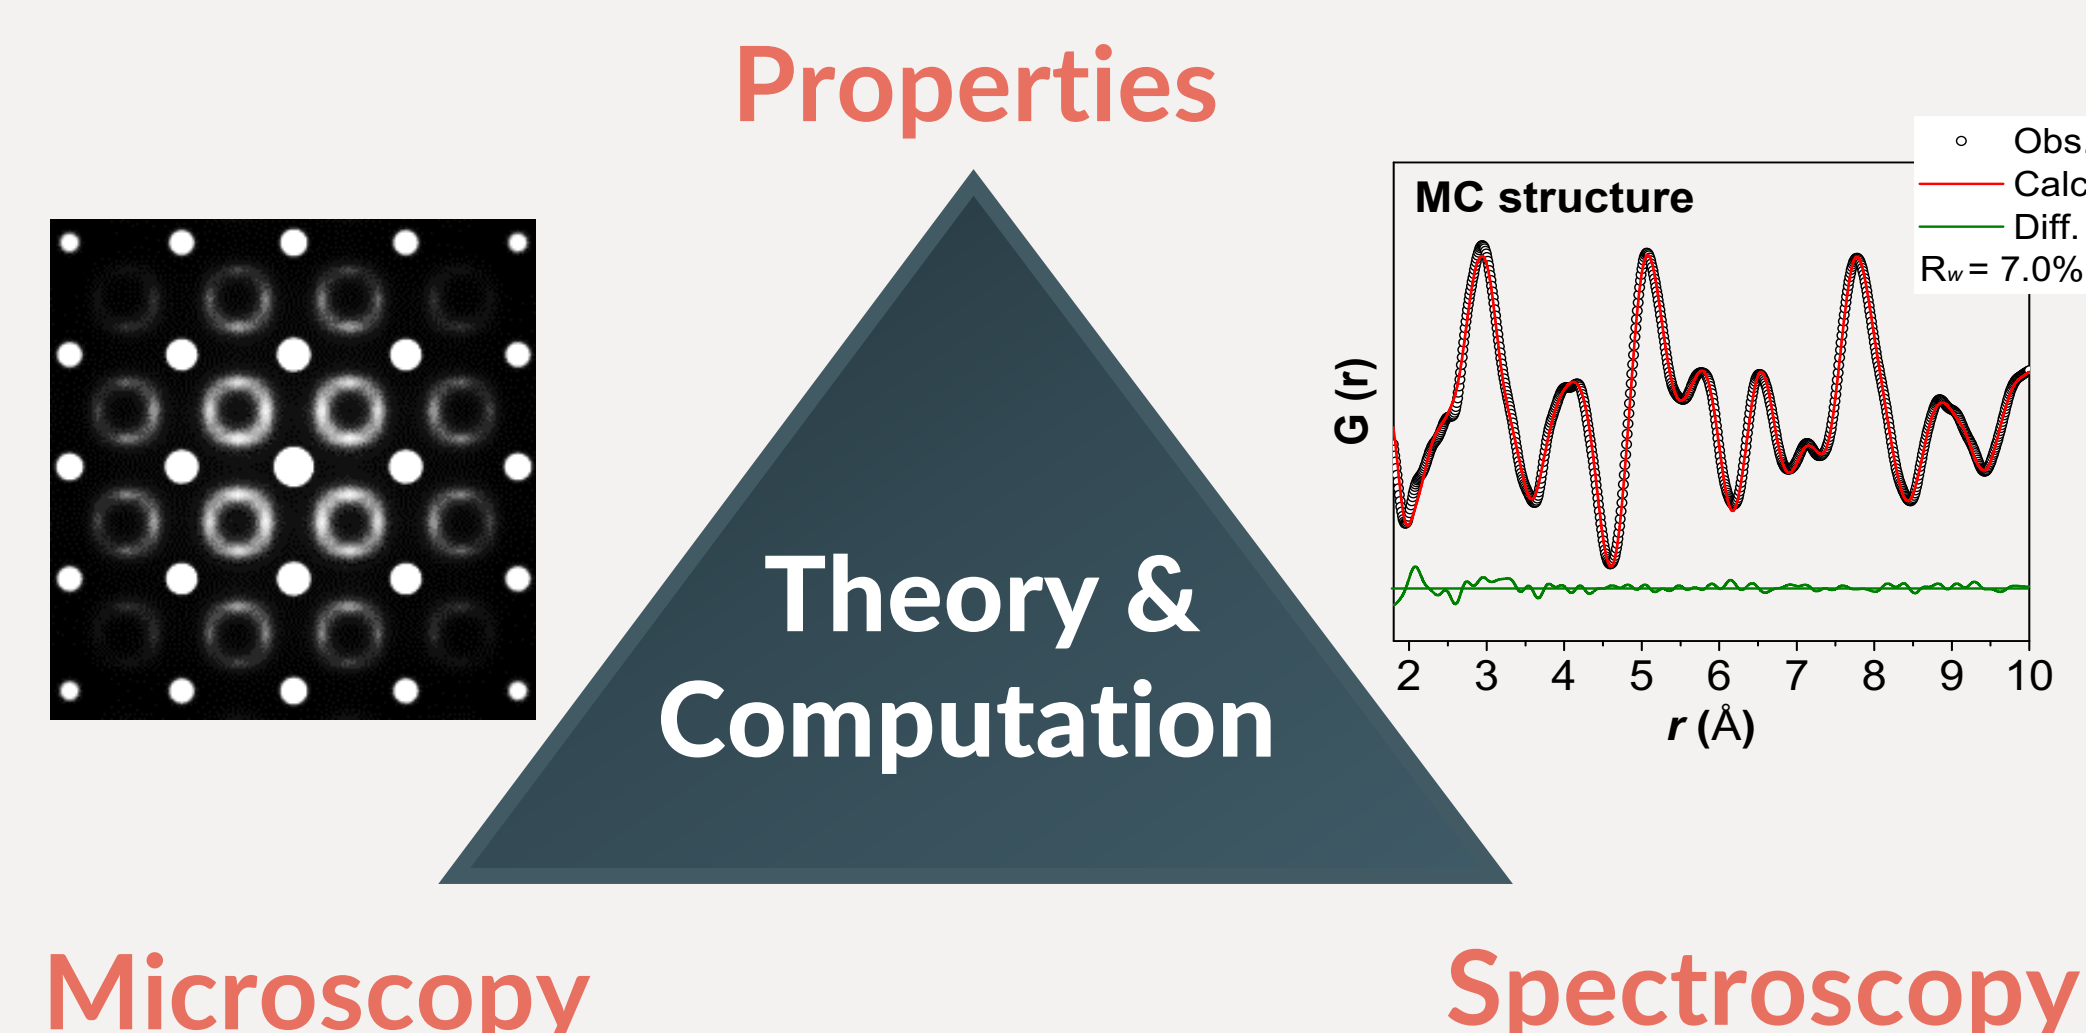 Properties
Obs.
Calc
Diff.
R_w = 7.0%
MC structure
G (r)
2 3 4 5 6 7 8 9 10
r (Å)
Theory &
Computation
Microscopy
Spectroscopy